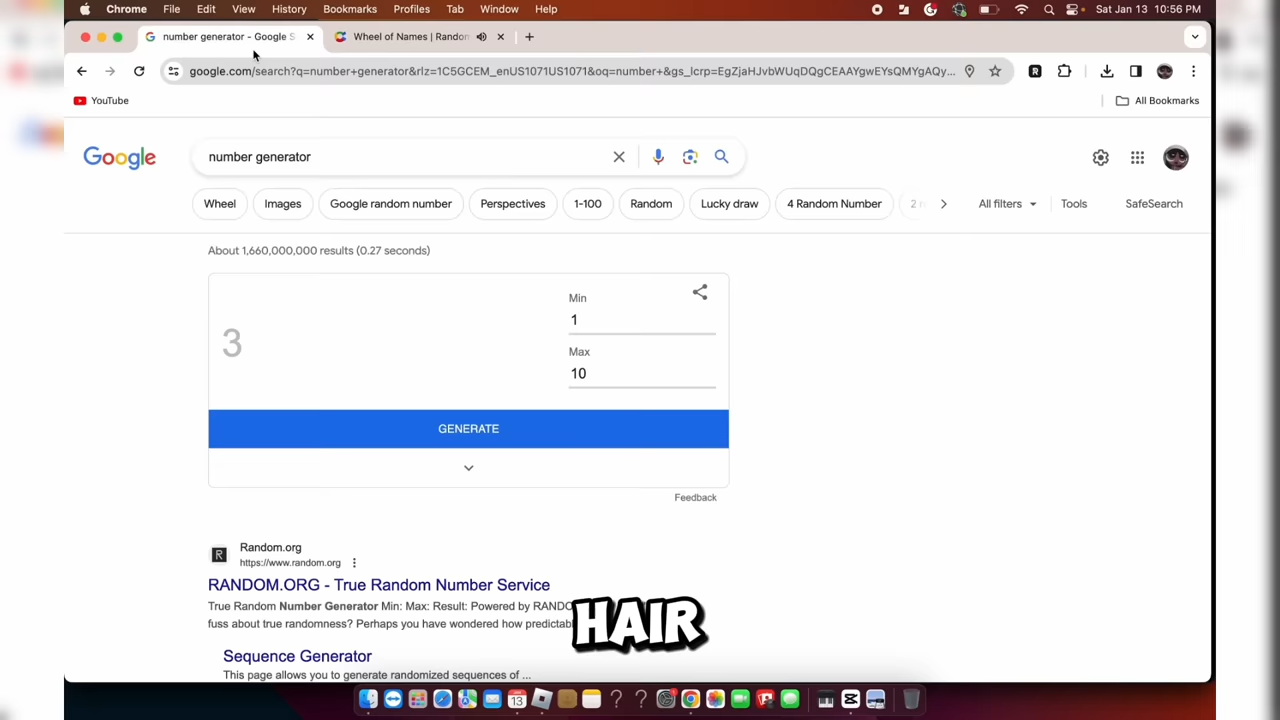 Chrome File Edit View History Bookmarks Profiles Tab Window Help Sat Jan 13 10:56 PM
number generator - Google S Wheel of Names | Random
google.com/search?q=number+generator&rlz=1C5GCEM_enUS1071US1071&oq=number+&gs_lcrp=EgZjaHJvbWUqDQgCEAAYgwEYsQMYgAQy...
YouTube All Bookmarks
Google number generator
Wheel Images Google random number Perspectives 1-100 Random Lucky draw 4 Random Number 2 All filters Tools SafeSearch
About 1,660,000,000 results (0.27 seconds)
Min
1
3
Max
10
GENERATE
Feedback
R Random.org
https://www.random.org
RANDOM.ORG - True Random Number Service
True Random Number Generator Min: Max: Result: Powered by
fuss about true randomness? Perhaps you have wondered how
HAIR
Sequence Generator
This page allows you to generate randomized sequences of ...
13